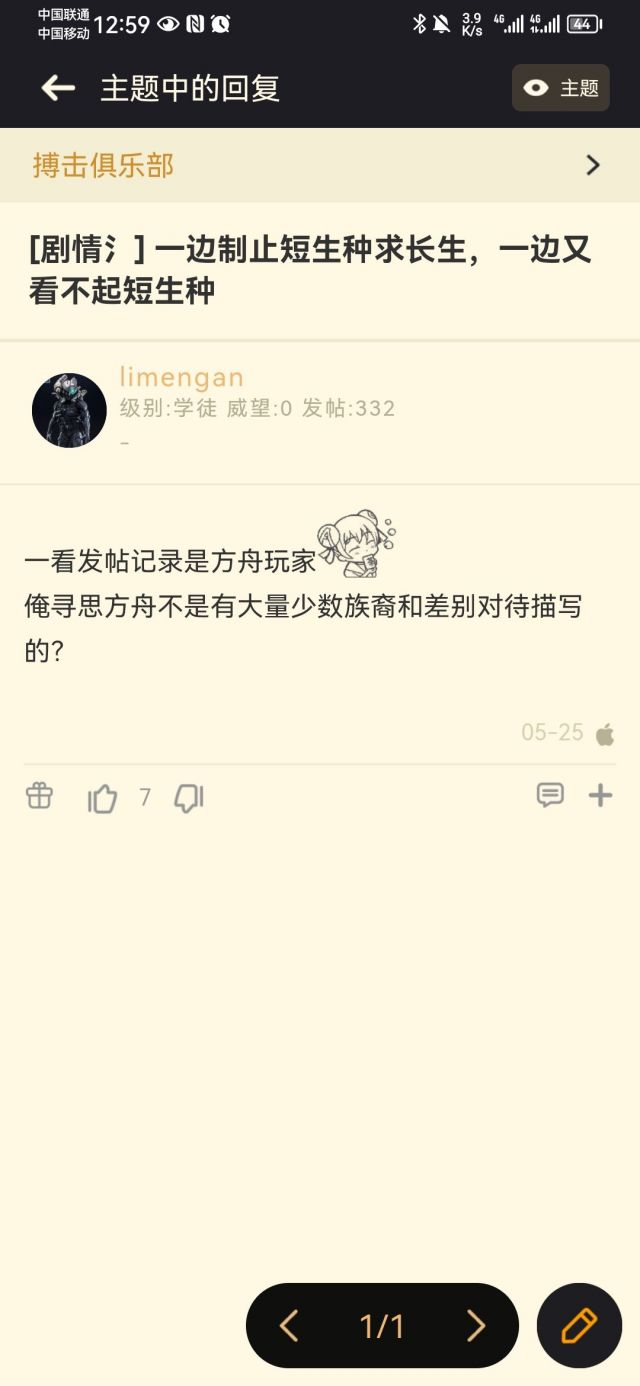 中国联通
中国移动
12:59
3.9
K/s
4G
4G
44
主题中的回复
主题
搏击俱乐部
[剧情氵] 一边制止短生种求长生，一边又
看不起短生种
limengan
级别:学徒 威望:0 发帖:332
-
一看发帖记录是方舟玩家
俺寻思方舟不是有大量少数族裔和差别对待描写
的？
05-25
7
1/1